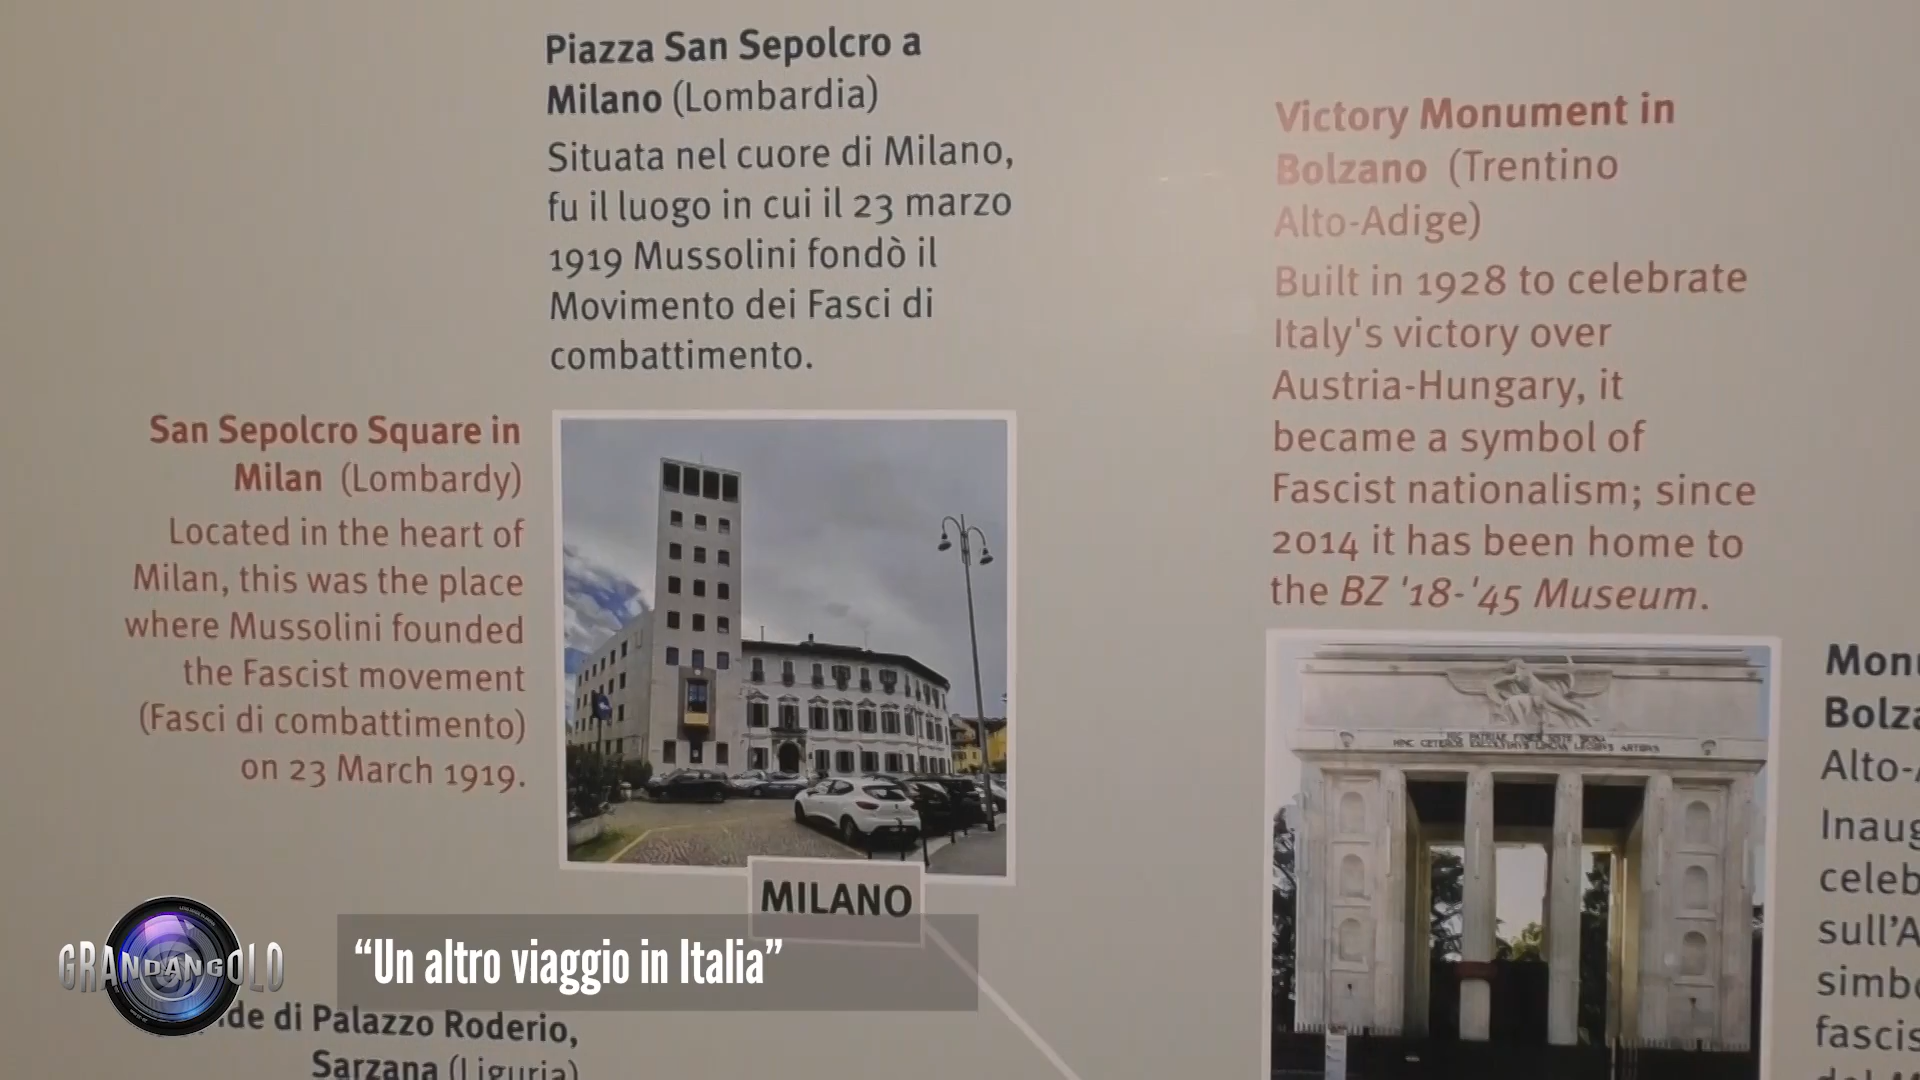 Piazza San Sepolcro a
Milano (Lombardia)
Situata nel cuore di Milano,
fu il luogo in cui il 23 marzo
1919 Mussolini fondò il
Movimento dei Fasci di
combattimento.
San Sepolcro Square in
Milan (Lombardy)
Located in the heart of
Milan, this was the place
where Mussolini founded
the Fascist movement
(Fasci di combattimento)
on 23 March 1919.
MILANO
Victory Monument in
Bolzano (Trentino
Alto-Adige)
Built in 1928 to celebrate
Italy's victory over
Austria-Hungary, it
became a symbol of
Fascist nationalism; since
2014 it has been home to
the BZ '18-'45 Museum.
Monu
Bolza
Alto-A
Inaug
celeb
sull'A
simbo
fascis
GRANDANGOLO
“Un altro viaggio in Italia”
de di Palazzo Roderio,
Sarzana (Liguria)